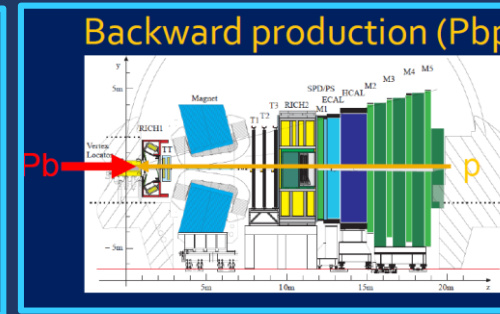 Backward production (Pbp
y
5m
Magnet
RICH1
Vertex
Locator
TT
T1
T2
T3
RICH2
SPD/PS
ECAL
HCAL
M1
M2
M3
M4
M5
Pb
p
- 5m
5m
10m
15m
20m
z